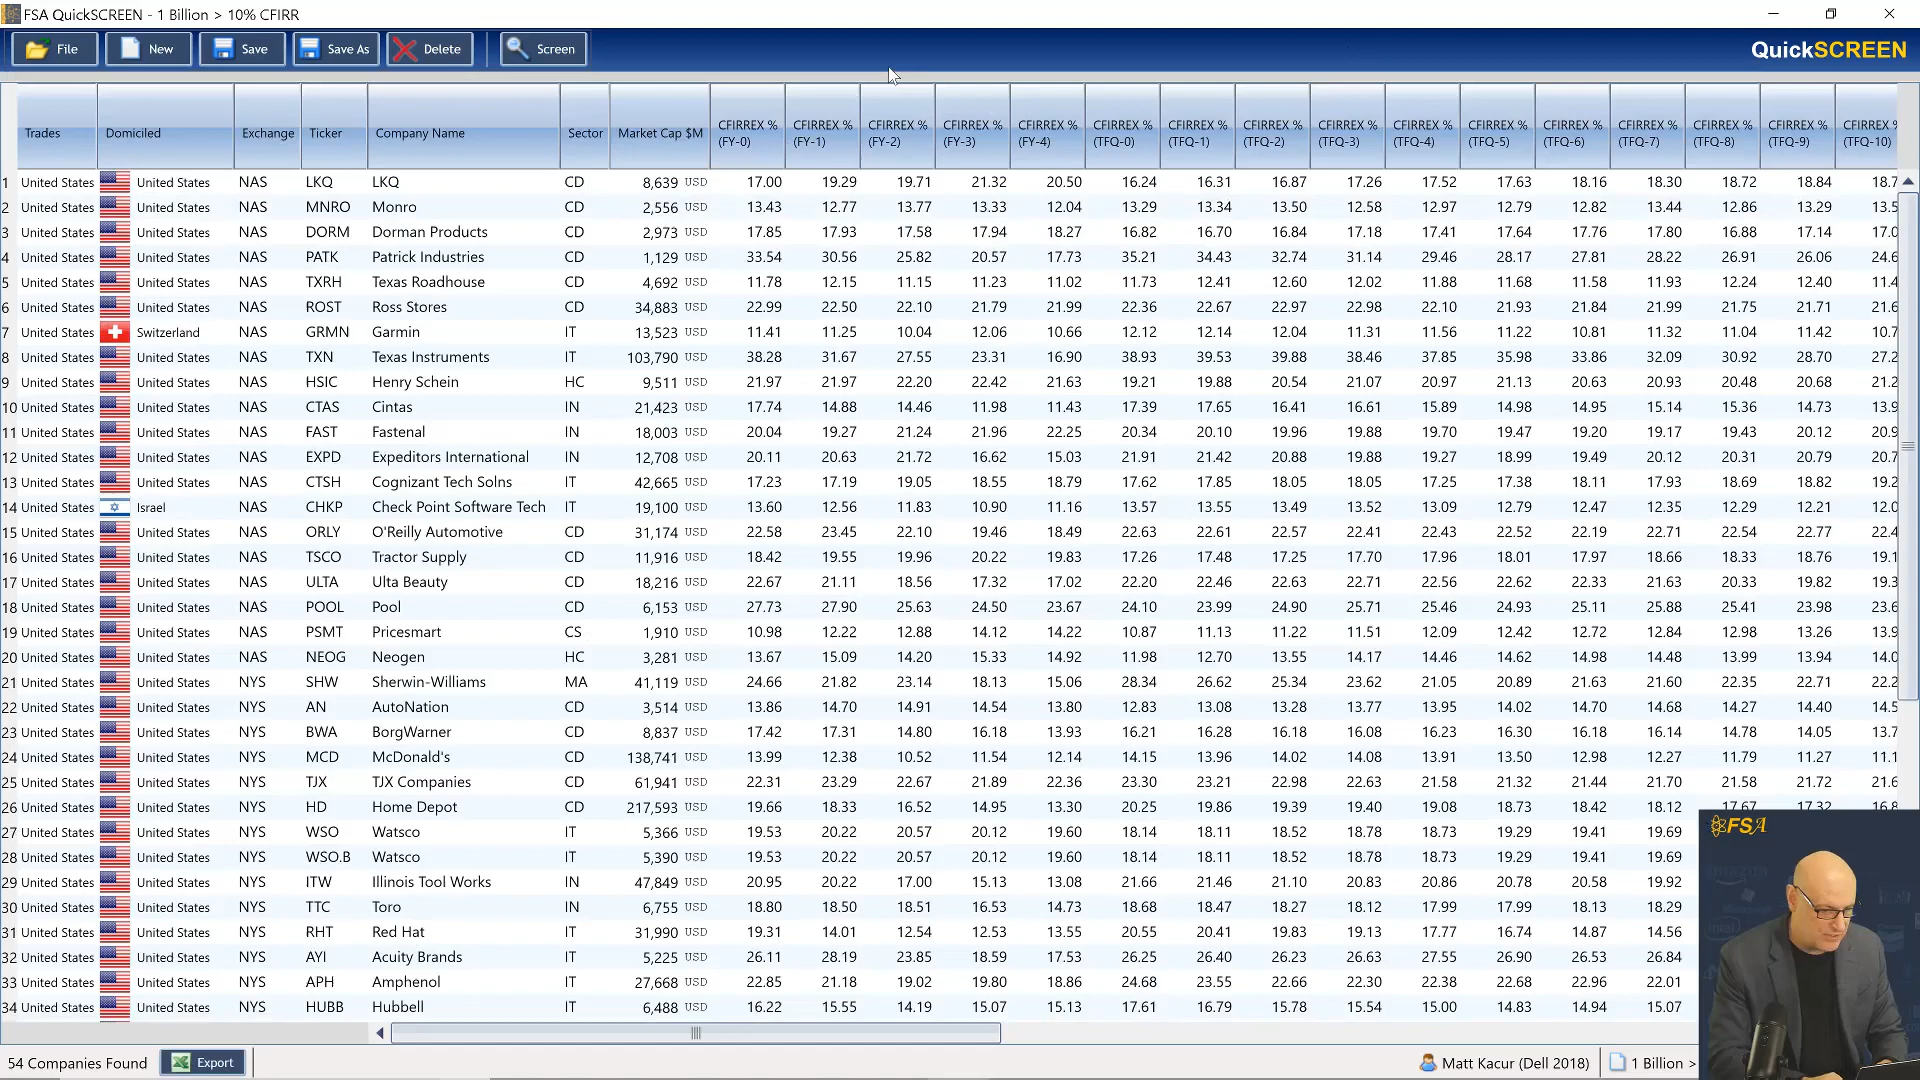 FSA QuickSCREEN - 1 Billion > 10% CFIRR
File New Save Save As Delete Screen QuickSCREEN
Trades Domiciled Exchange Ticker Company Name Sector Market Cap $M CFIRREX % (FY-0) CFIRREX % (FY-1) CFIRREX % (FY-2) CFIRREX % (FY-3) CFIRREX % (FY-4) CFIRREX % (TFQ-0) CFIRREX % (TFQ-1) CFIRREX % (TFQ-2) CFIRREX % (TFQ-3) CFIRREX % (TFQ-4) CFIRREX % (TFQ-5) CFIRREX % (TFQ-6) CFIRREX % (TFQ-7) CFIRREX % (TFQ-8) CFIRREX % (TFQ-9) CFIRREX % (TFQ-10)
1 United States United States NAS LKQ LKQ CD 8,639 USD 17.00 19.29 19.71 21.32 20.50 16.24 16.31 16.87 17.26 17.52 17.63 18.16 18.30 18.72 18.84 18.7
2 United States United States NAS MNRO Monro CD 2,556 USD 13.43 12.77 13.77 13.33 12.04 13.29 13.34 13.50 12.58 12.97 12.79 12.82 13.44 12.86 13.29 13.5
3 United States United States NAS DORM Dorman Products CD 2,973 USD 17.85 17.93 17.58 17.94 18.27 16.82 16.70 16.84 17.18 17.41 17.64 17.76 17.80 16.88 17.14 17.0
4 United States United States NAS PATK Patrick Industries CD 1,129 USD 33.54 30.56 25.82 20.57 17.73 35.21 34.43 32.74 31.14 29.46 28.17 27.81 28.22 26.91 26.06 24.6
5 United States United States NAS TXRH Texas Roadhouse CD 4,692 USD 11.78 12.15 11.15 11.23 11.02 11.73 12.41 12.60 12.02 11.88 11.68 11.58 11.93 12.24 12.40 11.4
6 United States United States NAS ROST Ross Stores CD 34,883 USD 22.99 22.50 22.10 21.79 21.99 22.36 22.67 22.97 22.98 22.10 21.93 21.84 21.99 21.75 21.71 21.6
7 United States Switzerland NAS GRMN Garmin IT 13,523 USD 11.41 11.25 10.04 12.06 10.66 12.12 12.14 12.04 11.31 11.56 11.22 10.81 11.32 11.04 11.42 10.7
8 United States United States NAS TXN Texas Instruments IT 103,790 USD 38.28 31.67 27.55 23.31 16.90 38.93 39.53 39.88 38.46 37.85 35.98 33.86 32.09 30.92 28.70 27.2
9 United States United States NAS HSIC Henry Schein HC 9,511 USD 21.97 21.97 22.20 22.42 21.63 19.21 19.88 20.54 21.07 20.97 21.13 20.63 20.93 20.48 20.68 21.2
10 United States United States NAS CTAS Cintas IN 21,423 USD 17.74 14.88 14.46 11.98 11.43 17.39 17.65 16.41 16.61 15.89 14.98 14.95 15.14 15.36 14.73 13.9
11 United States United States NAS FAST Fastenal IN 18,003 USD 20.04 19.27 21.24 21.96 22.25 20.34 20.10 19.96 19.88 19.70 19.47 19.20 19.17 19.43 20.12 20.9
12 United States United States NAS EXPD Expeditors International IN 12,708 USD 20.11 20.63 21.72 16.62 15.03 21.91 21.42 20.88 19.88 19.27 18.99 19.49 20.12 20.31 20.79 20.7
13 United States United States NAS CTSH Cognizant Tech Solns IT 42,665 USD 17.23 17.19 19.05 18.55 18.79 17.62 17.85 18.05 18.05 17.25 17.38 18.11 17.93 18.69 18.82 19.2
14 United States Israel NAS CHKP Check Point Software Tech IT 19,100 USD 13.60 12.56 11.83 10.90 11.16 13.57 13.55 13.49 13.52 13.09 12.79 12.47 12.35 12.29 12.21 12.0
15 United States United States NAS ORLY O'Reilly Automotive CD 31,174 USD 22.58 23.45 22.10 19.46 18.49 22.63 22.61 22.57 22.41 22.43 22.52 22.19 22.71 22.54 22.77 22.4
16 United States United States NAS TSCO Tractor Supply CD 11,916 USD 18.42 19.55 19.96 20.22 19.83 17.26 17.48 17.25 17.70 17.96 18.01 17.97 18.66 18.33 18.76 19.1
17 United States United States NAS ULTA Ulta Beauty CD 18,216 USD 22.67 21.11 18.56 17.32 17.02 22.20 22.46 22.63 22.71 22.56 22.62 22.33 21.63 20.33 19.82 19.3
18 United States United States NAS POOL Pool CD 6,153 USD 27.73 27.90 25.63 24.50 23.67 24.10 23.99 24.90 25.71 25.46 24.93 25.11 25.88 25.41 23.98 23.6
19 United States United States NAS PSMT Pricesmart CS 1,910 USD 10.98 12.22 12.88 14.12 14.22 10.87 11.13 11.22 11.51 12.09 12.42 12.72 12.84 12.98 13.26 13.9
20 United States United States NAS NEOG Neogen HC 3,281 USD 13.67 15.09 14.20 15.33 14.92 11.98 12.70 13.55 14.17 14.46 14.62 14.98 14.48 13.99 13.94 14.0
21 United States United States NYS SHW Sherwin-Williams MA 41,119 USD 24.66 21.82 23.14 18.13 15.06 28.34 26.62 25.34 23.62 21.05 20.89 21.63 21.60 22.35 22.71 22.2
22 United States United States NYS AN AutoNation CD 3,514 USD 13.86 14.70 14.91 14.54 13.80 12.83 13.08 13.28 13.77 13.95 14.02 14.70 14.68 14.27 14.40 14.5
23 United States United States NYS BWA BorgWarner CD 8,837 USD 17.42 17.31 14.80 16.18 13.93 16.21 16.28 16.18 16.08 16.23 16.30 16.18 16.14 14.78 14.05 13.7
24 United States United States NYS MCD McDonald's CD 138,741 USD 13.99 12.38 10.52 11.54 12.14 14.15 13.96 14.02 14.08 13.91 13.50 12.98 12.27 11.79 11.27 11.1
25 United States United States NYS TJX TJX Companies CD 61,941 USD 22.31 23.29 22.67 21.89 22.36 23.30 23.21 22.98 22.63 21.58 21.32 21.44 21.70 21.58 21.72 21.6
26 United States United States NYS HD Home Depot CD 217,593 USD 19.66 18.33 16.52 14.95 13.30 20.25 19.86 19.39 19.40 19.08 18.73 18.42 18.12 17.67 17.32 16.8
27 United States United States NYS WSO Watsco IT 5,366 USD 19.53 20.22 20.57 20.12 19.60 18.14 18.11 18.52 18.78 18.73 19.29 19.41 19.69
28 United States United States NYS WSO.B Watsco IT 5,390 USD 19.53 20.22 20.57 20.12 19.60 18.14 18.11 18.52 18.78 18.73 19.29 19.41 19.69
29 United States United States NYS ITW Illinois Tool Works IN 47,849 USD 20.95 20.22 17.00 15.13 13.08 21.66 21.46 21.10 20.83 20.86 20.78 20.58 19.92
30 United States United States NYS TTC Toro IN 6,755 USD 18.80 18.50 18.51 16.53 14.73 18.68 18.47 18.27 18.12 17.99 17.99 18.13 18.29
31 United States United States NYS RHT Red Hat IT 31,990 USD 19.31 14.01 12.54 12.53 13.55 20.55 20.41 19.83 19.13 17.77 16.74 14.87 14.56
32 United States United States NYS AYI Acuity Brands IT 5,225 USD 26.11 28.19 23.85 18.59 17.53 26.25 26.40 26.23 26.63 27.55 26.90 26.53 26.84
33 United States United States NYS APH Amphenol IT 27,668 USD 22.85 21.18 19.02 19.80 18.86 24.68 23.55 22.66 22.30 22.38 22.68 22.96 22.01
34 United States United States NYS HUBB Hubbell IT 6,488 USD 16.22 15.55 14.19 15.07 15.13 17.61 16.79 15.78 15.54 15.00 14.83 14.94 15.07
FSA
54 Companies Found Export Matt Kacur (Dell 2018) 1 Billion >